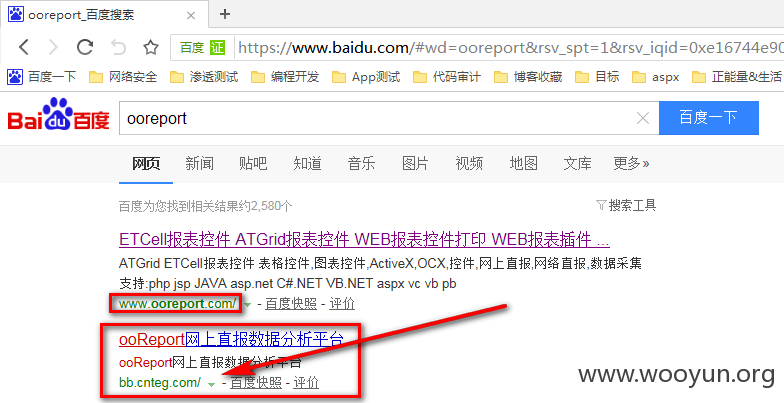 ooreport_百度搜索
百度 证 https://www.baidu.com/#wd=ooreport&rsv_spt=1&rsv_iqid=0xe16744e90
百度一下 网络安全 渗透测试 编程开发 App测试 代码审计 博客收藏 目标 aspx 正能量&生活
Bai du 百度 ooreport 百度一下
网页 新闻 贴吧 知道 音乐 图片 视频 地图 文库 更多»
百度为您找到相关结果约2,580个 搜索工具
ETCell报表控件 ATGrid报表控件 WEB报表控件打印 WEB报表插件 ...
ATGrid ETCell报表控件 表格控件,图表控件,ActiveX,OCX,控件,网上直报,网络直报,数据采集
支持:php jsp JAVA asp.net C#.NET VB.NET aspx vc vb pb
www.ooreport.com/ - 百度快照 - 评价
ooReport网上直报数据分析平台
ooReport网上直报数据分析平台
bb.cnteg.com/ - 百度快照 - 评价
www.wooyun.org